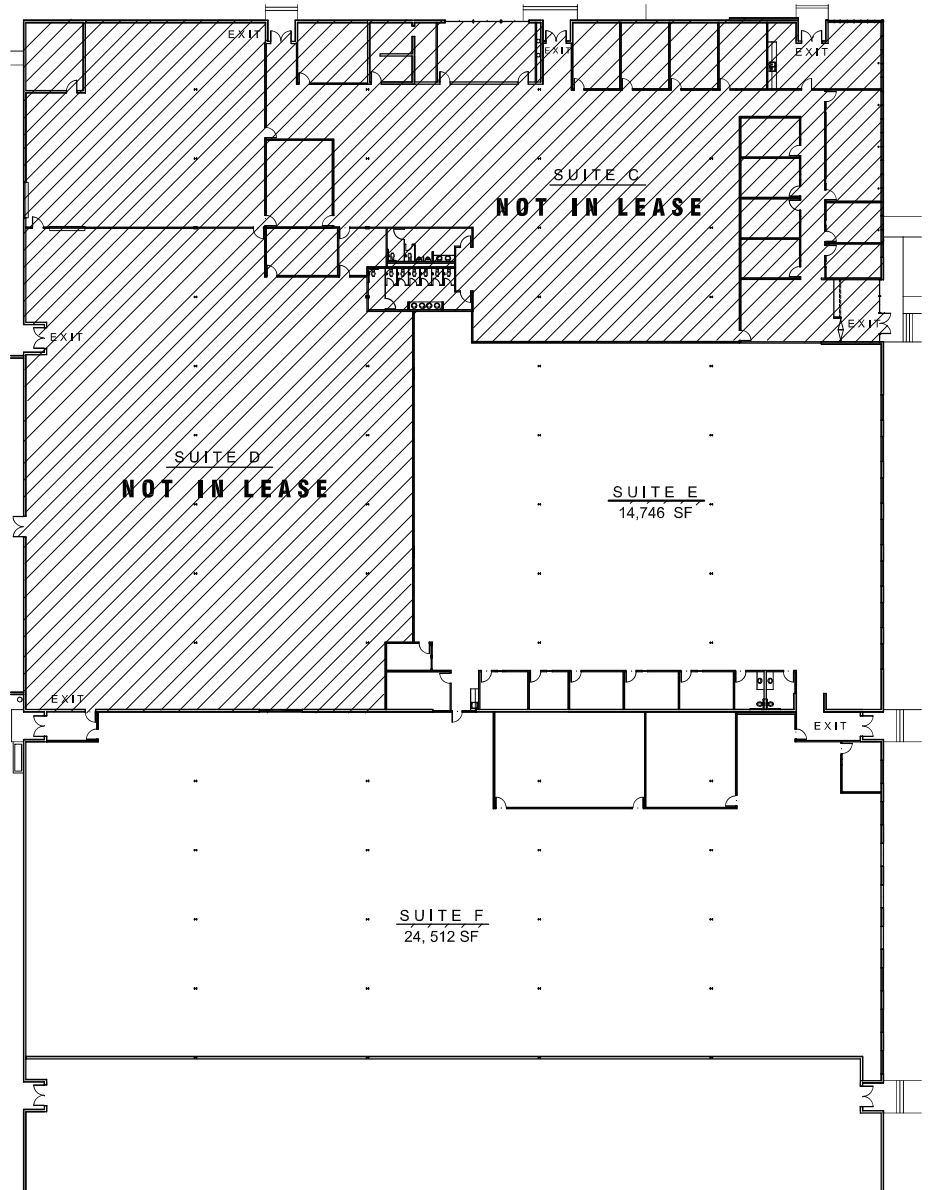 EXIT
EXIT
EXIT
SUITE C
NOT IN LEASE
EXIT
EXIT
SUITE D
NOT IN LEASE
SUITE E
14,746 SF
EXIT
EXIT
SUITE F
24, 512 SF